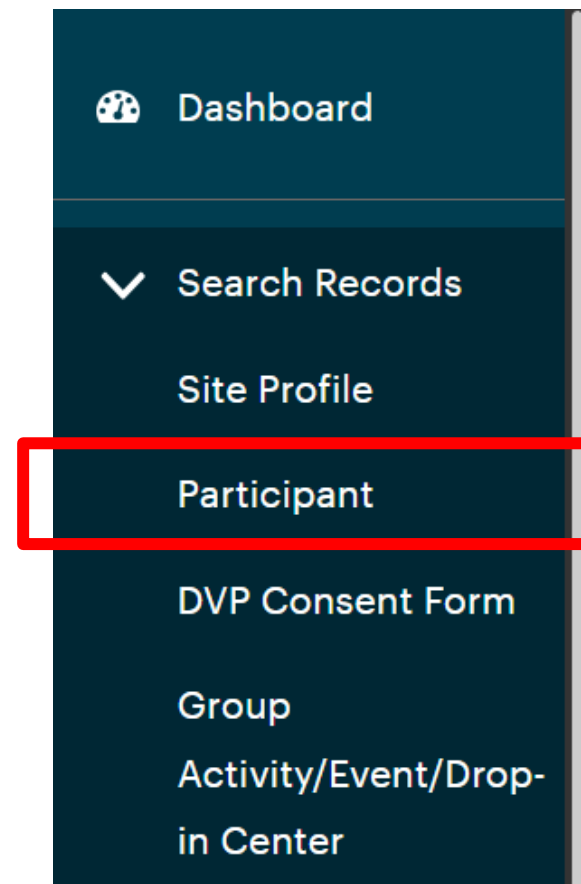 Dashboard
Search Records
Site Profile
Participant
DVP Consent Form
Group
Activity/Event/Drop-
in Center